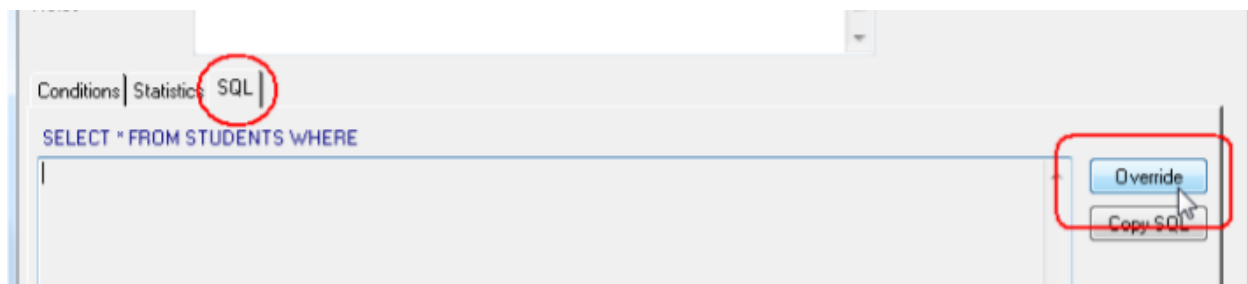 Conditions Statistics SQL
SELECT * FROM STUDENTS WHERE
Override
Copy SQL